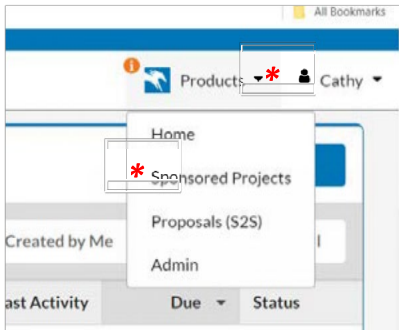 All Bookmarks
Products * Cathy
Home
* Sponsored Projects
Created by Me
Proposals (S2S)
Admin
ast Activity Due Status